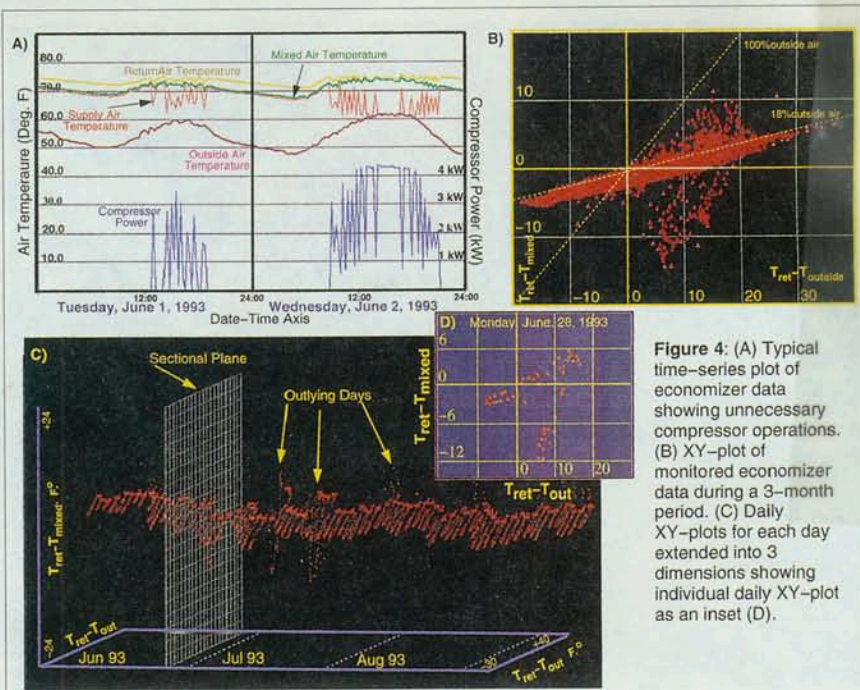 A)
80.0
70.0
60.0
50.0
40.0
30.0
20.0
10.0
Air Temperaure (Deg. F)
Mixed Air Temperature
ReturnAir Temperature
Supply Air
Temperature
Outside Air
Temperature
Compressor
Power
4 kW
3 kW
2 kW
1 kW
Compressor Power (kW)
12:00
24:00
12:00
24:00
Tuesday, June 1, 1993
Wednesday, June 2, 1993
Date-Time Axis
B)
100%outside air
18%outside air
10
0
-10
Tret-Tmixed
Tret-Toutside
-10
0
10
20
30
C)
Sectional Plane
Outlying Days
+24
Tret-Tmixed. F.°
-24
Tret-Tout
Jun 93
Jul 93
Aug 93
-30
+40
Tret-Tout F.°
D)
Monday, June, 28, 1993
6
0
-6
-12
Tret-Tmixed
0
10
20
Tret-Tout
Figure 4: (A) Typical
time-series plot of
economizer data
showing unnecessary
compressor operations.
(B) XY-plot of
monitored economizer
data during a 3-month
period. (C) Daily
XY-plots for each day
extended into 3
dimensions showing
individual daily XY-plot
as an inset (D).